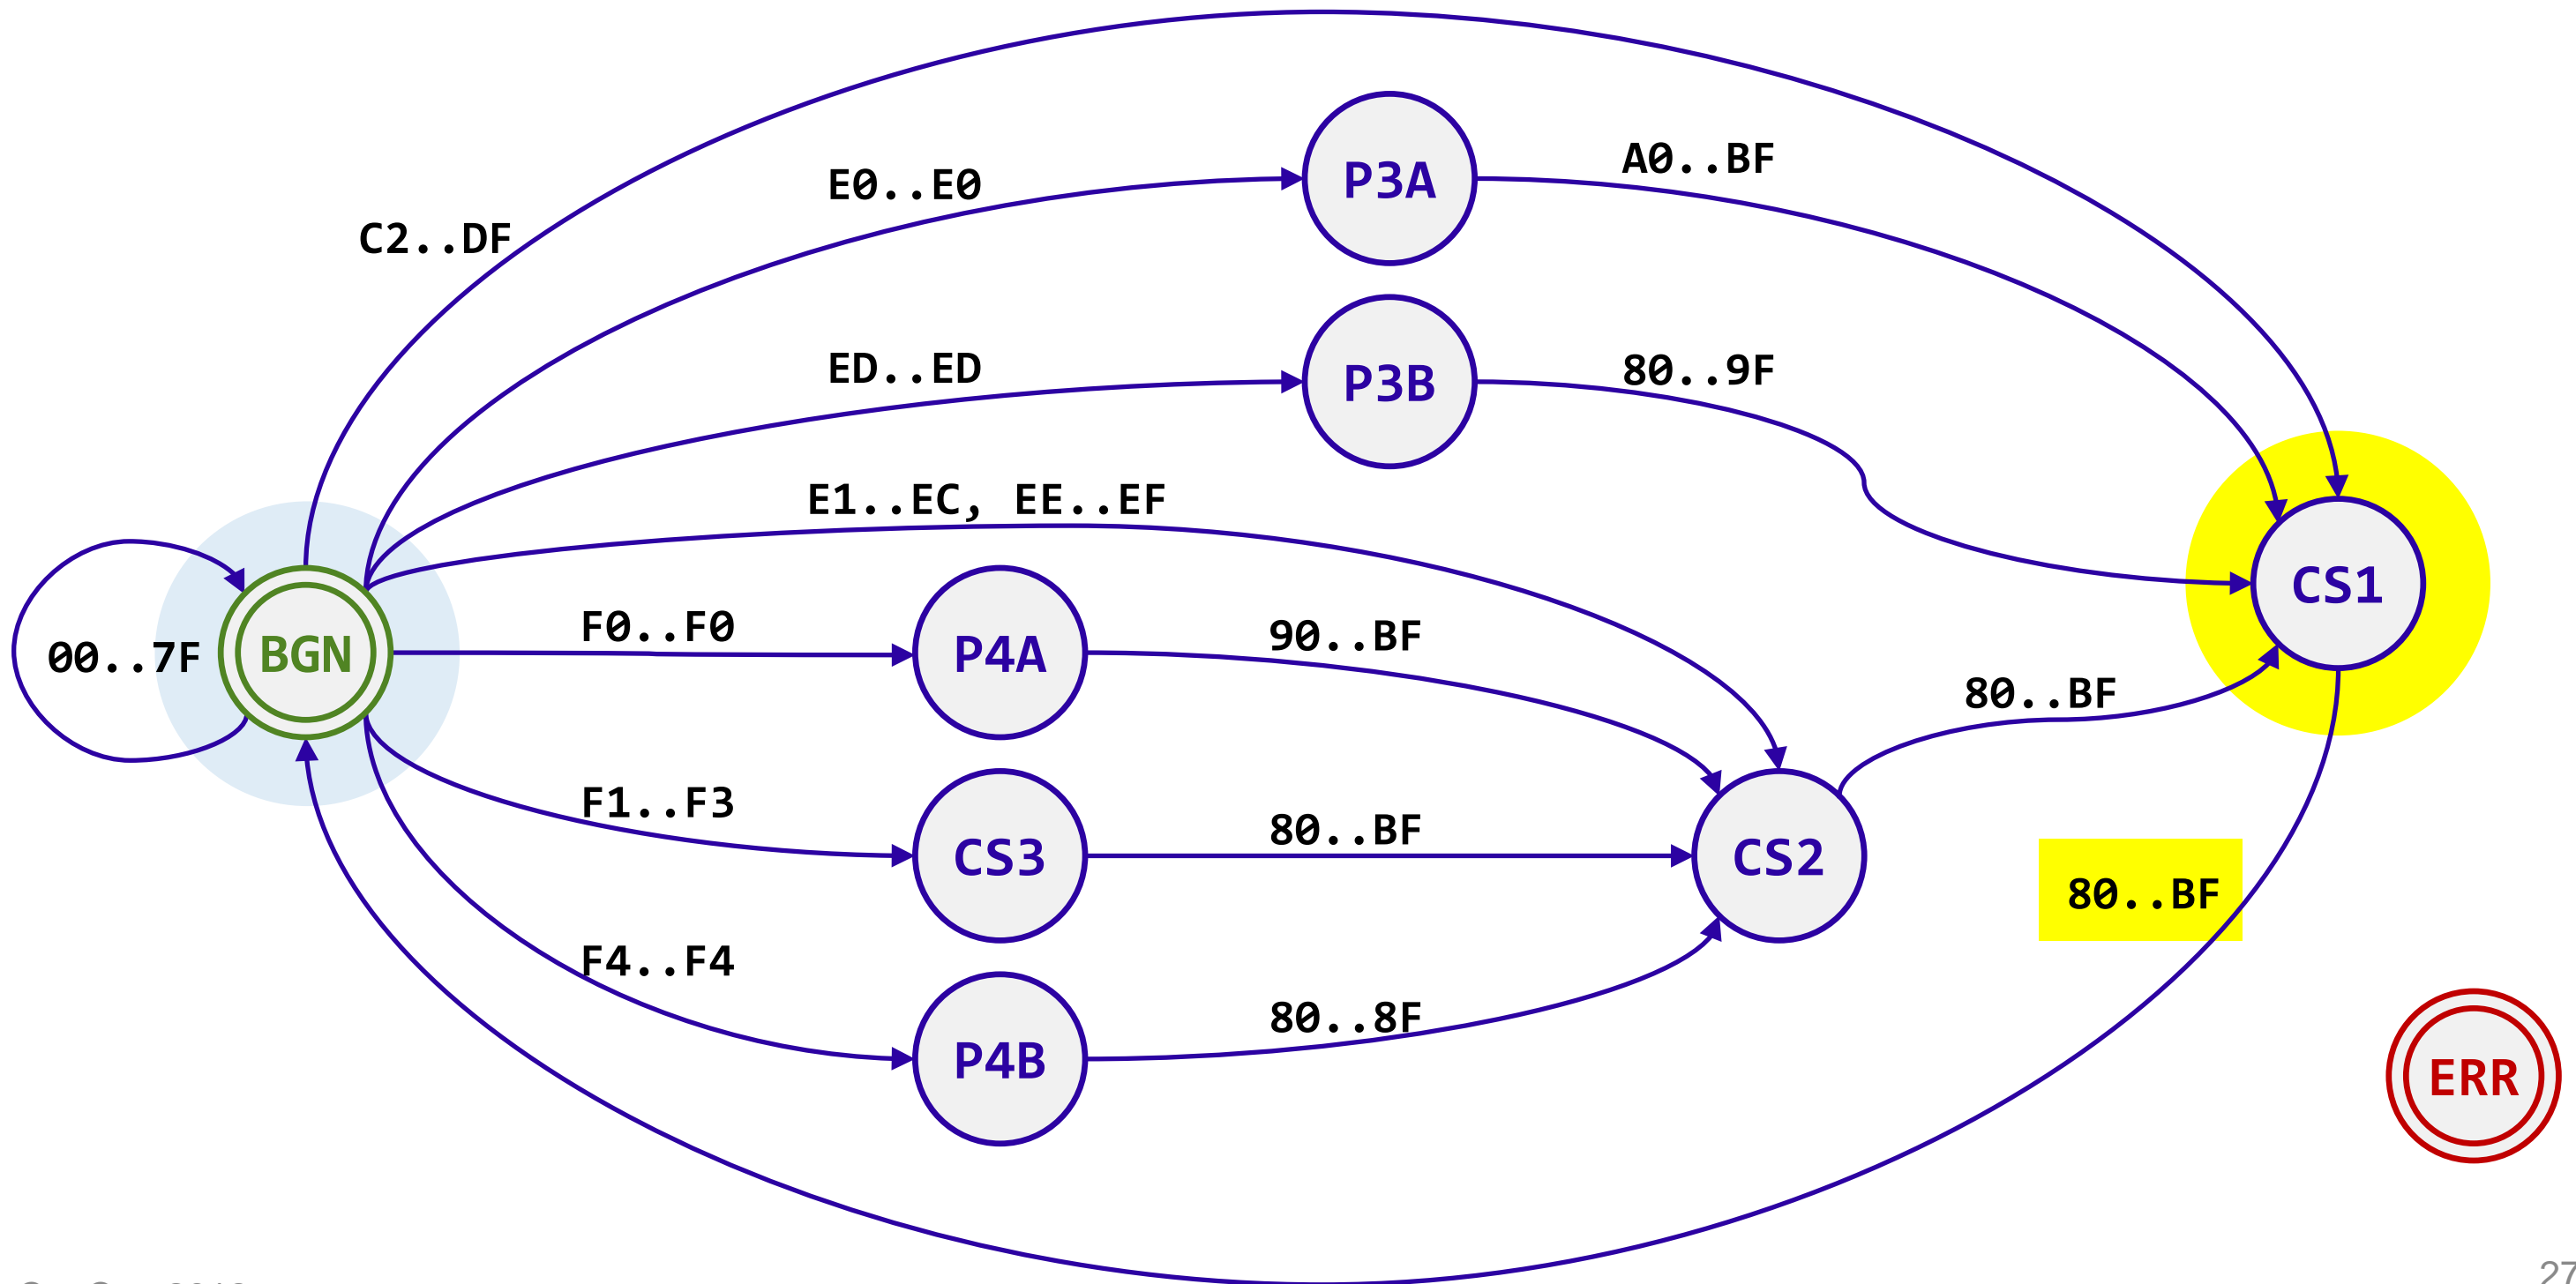 P3A
A0..BF
E0..E0
C2..DF
ED..ED
P3B
80..9F
E1..EC, EE..EF
CS1
00..7F
BGN
F0..F0
P4A
90..BF
80..BF
F1..F3
CS3
80..BF
CS2
80..BF
F4..F4
P4B
80..8F
ERR
27